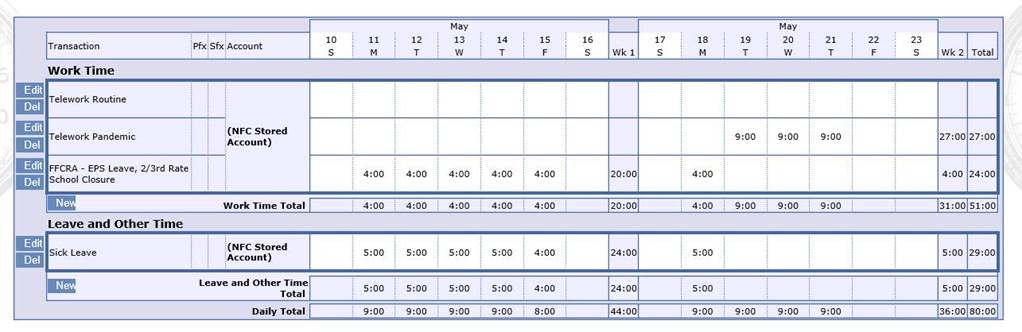 May May
Transaction Pfx Sfx Account 10 11 12 13 14 15 16 Wk 1 17 18 19 20 21 22 23 Wk 2 Total
S M T W T F S S M T W T F S
Work Time
Edit
Del Telework Routine
Edit
Del Telework Pandemic (NFC Stored Account) 9:00 9:00 9:00 27:00 27:00
Edit
Del FFCRA - EPS Leave, 2/3rd Rate
School Closure 4:00 4:00 4:00 4:00 4:00 20:00 4:00 4:00 24:00
New Work Time Total 4:00 4:00 4:00 4:00 4:00 20:00 4:00 9:00 9:00 9:00 31:00 51:00
Leave and Other Time
Edit
Del Sick Leave (NFC Stored Account) 5:00 5:00 5:00 5:00 4:00 24:00 5:00 5:00 29:00
New Leave and Other Time
Total 5:00 5:00 5:00 5:00 4:00 24:00 5:00 5:00 29:00
Daily Total 9:00 9:00 9:00 9:00 8:00 44:00 9:00 9:00 9:00 9:00 36:00 80:00